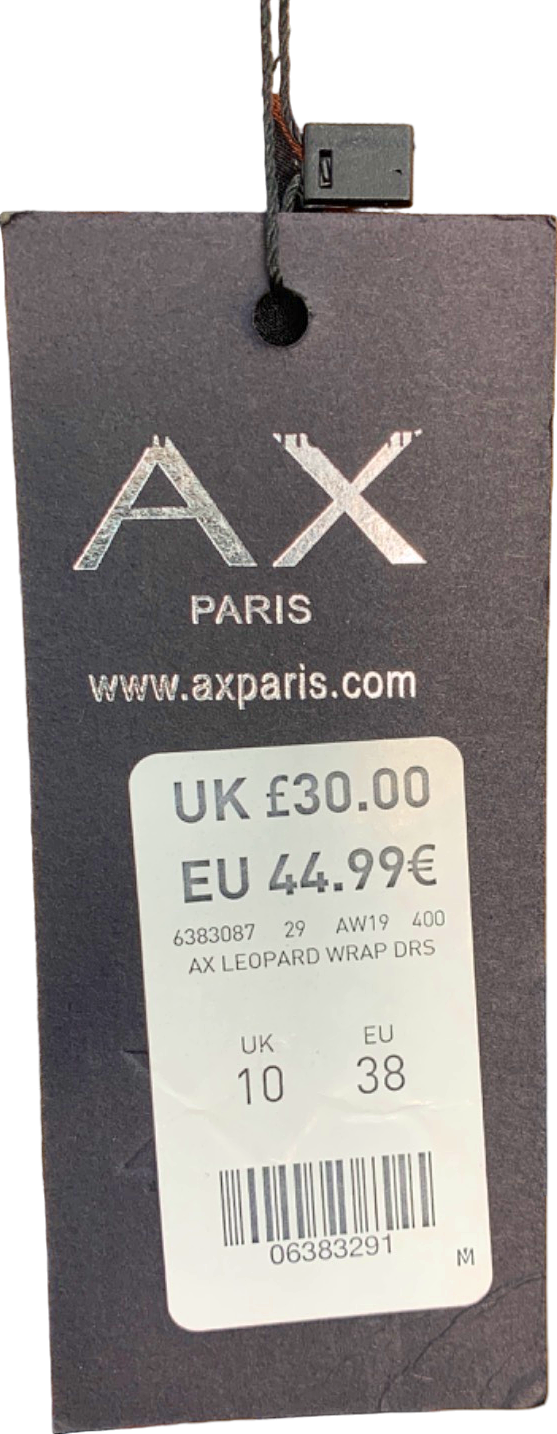 AX
PARIS
www.axparis.com
UK £30.00
EU 44.99€
6383087 29 AW19 400
AX LEOPARD WRAP DRS
UK EU
10 38
06383291
M